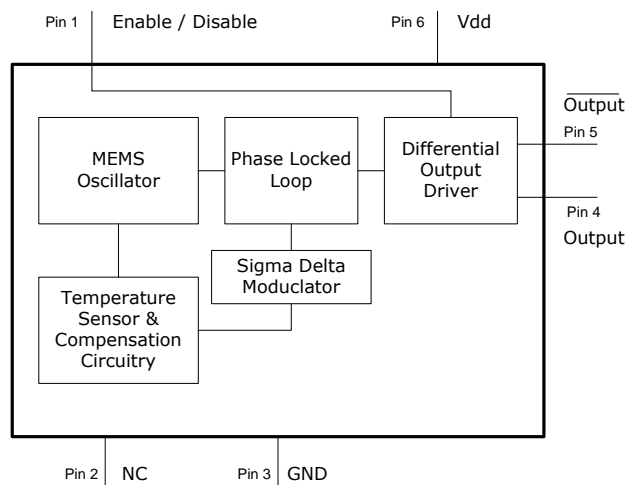 Pin 1 Enable / Disable
Pin 6 Vdd
Output
Pin 5
Pin 4
Output
MEMS
Oscillator
Phase Locked
Loop
Differential
Output
Driver
Sigma Delta
Moduclator
Temperature
Sensor &
Compensation
Circuitry
Pin 2 NC
Pin 3 GND